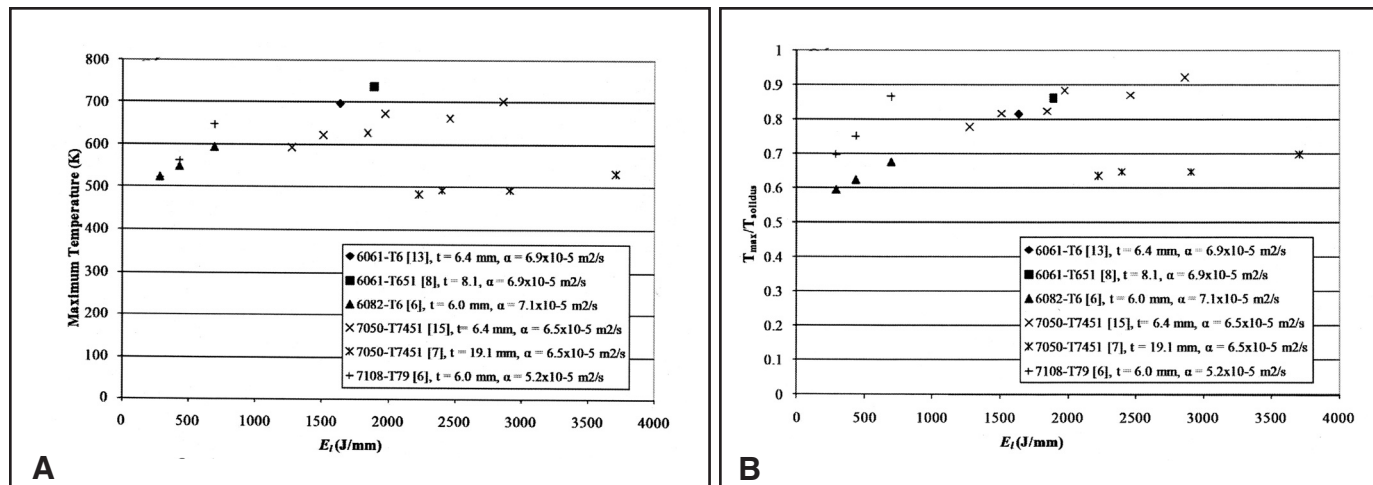 800
700
600
500
400
300
200
100
0
Maximum Temperature (K)
6061-T6 [13], t = 6.4 mm, α = 6.9x10-5 m2/s
6061-T651 [8], t = 8.1, α = 6.9x10-5 m2/s
6082-T6 [6], t = 6.0 mm, α = 7.1x10-5 m2/s
7050-T7451 [15], t= 6.4 mm, α = 6.5x10-5 m2/s
7050-T7451 [7], t = 19.1 mm, α = 6.5x10-5 m2/s
7108-T79 [6], t = 6.0 mm, α = 5.2x10-5 m2/s
0 500 1000 1500 2000 2500 3000 3500 4000
El (J/mm)
A
1
0.9
0.8
0.7
0.6
0.5
0.4
0.3
0.2
0.1
0
Tmax/Tsolidus
6061-T6 [13], t = 6.4 mm, α = 6.9x10-5 m2/s
6061-T651 [8], t = 8.1, α = 6.9x10-5 m2/s
6082-T6 [6], t = 6.0 mm, α = 7.1x10-5 m2/s
7050-T7451 [15], t = 6.4 mm, α = 6.5x10-5 m2/s
7050-T7451 [7], t = 19.1 mm, α = 6.5x10-5 m2/s
7108-T79 [6], t = 6.0 mm, α = 5.2x10-5 m2/s
0 500 1000 1500 2000 2500 3000 3500 4000
El (J/mm)
B